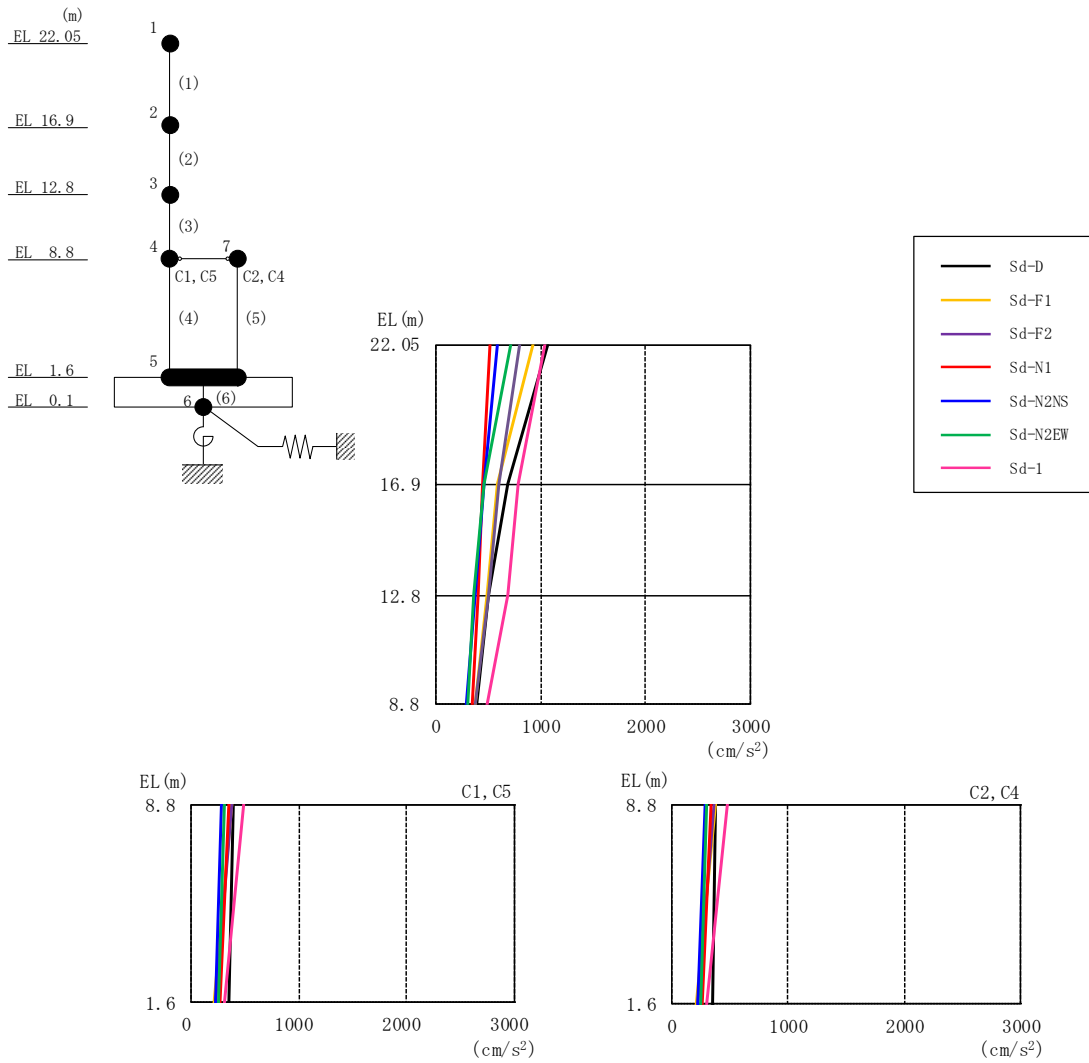 (m)
EL 22.05
1
(1)
EL 16.9
2
(2)
EL 12.8
3
(3)
EL 8.8
4
7
C1,C5
C2,C4
(4)
(5)
EL 1.6
5
EL 0.1
6
(6)
Sd-D
Sd-F1
Sd-F2
Sd-N1
Sd-N2NS
Sd-N2EW
Sd-1
EL(m)
22.05
16.9
12.8
8.8
0 1000 2000 3000
(cm/s²)
EL(m)
C1,C5
8.8
1.6
0 1000 2000 3000
(cm/s²)
EL(m)
C2,C4
8.8
1.6
0 1000 2000 3000
(cm/s²)